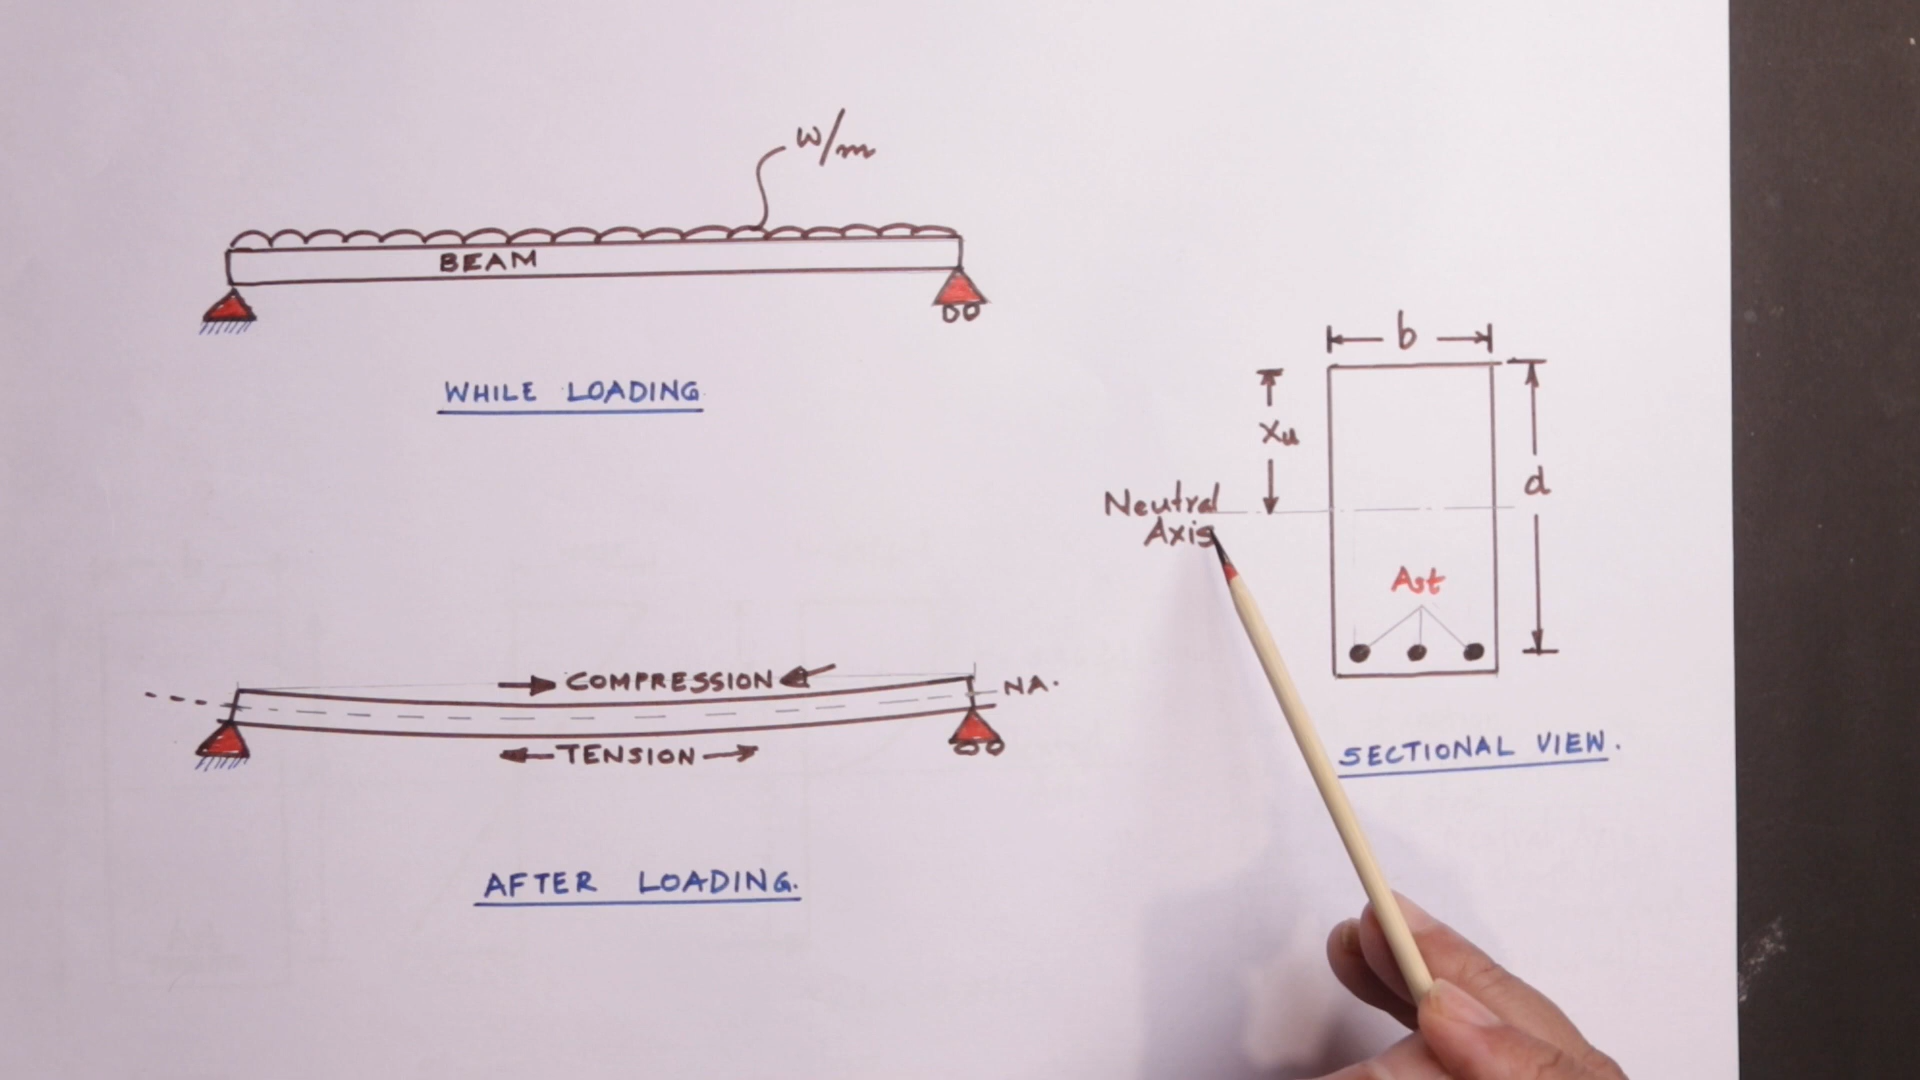 W/m
BEAM
WHILE LOADING
b
Xu
d
Neutral
Axis
Ast
COMPRESSION
NA.
TENSION
SECTIONAL VIEW.
AFTER LOADING.